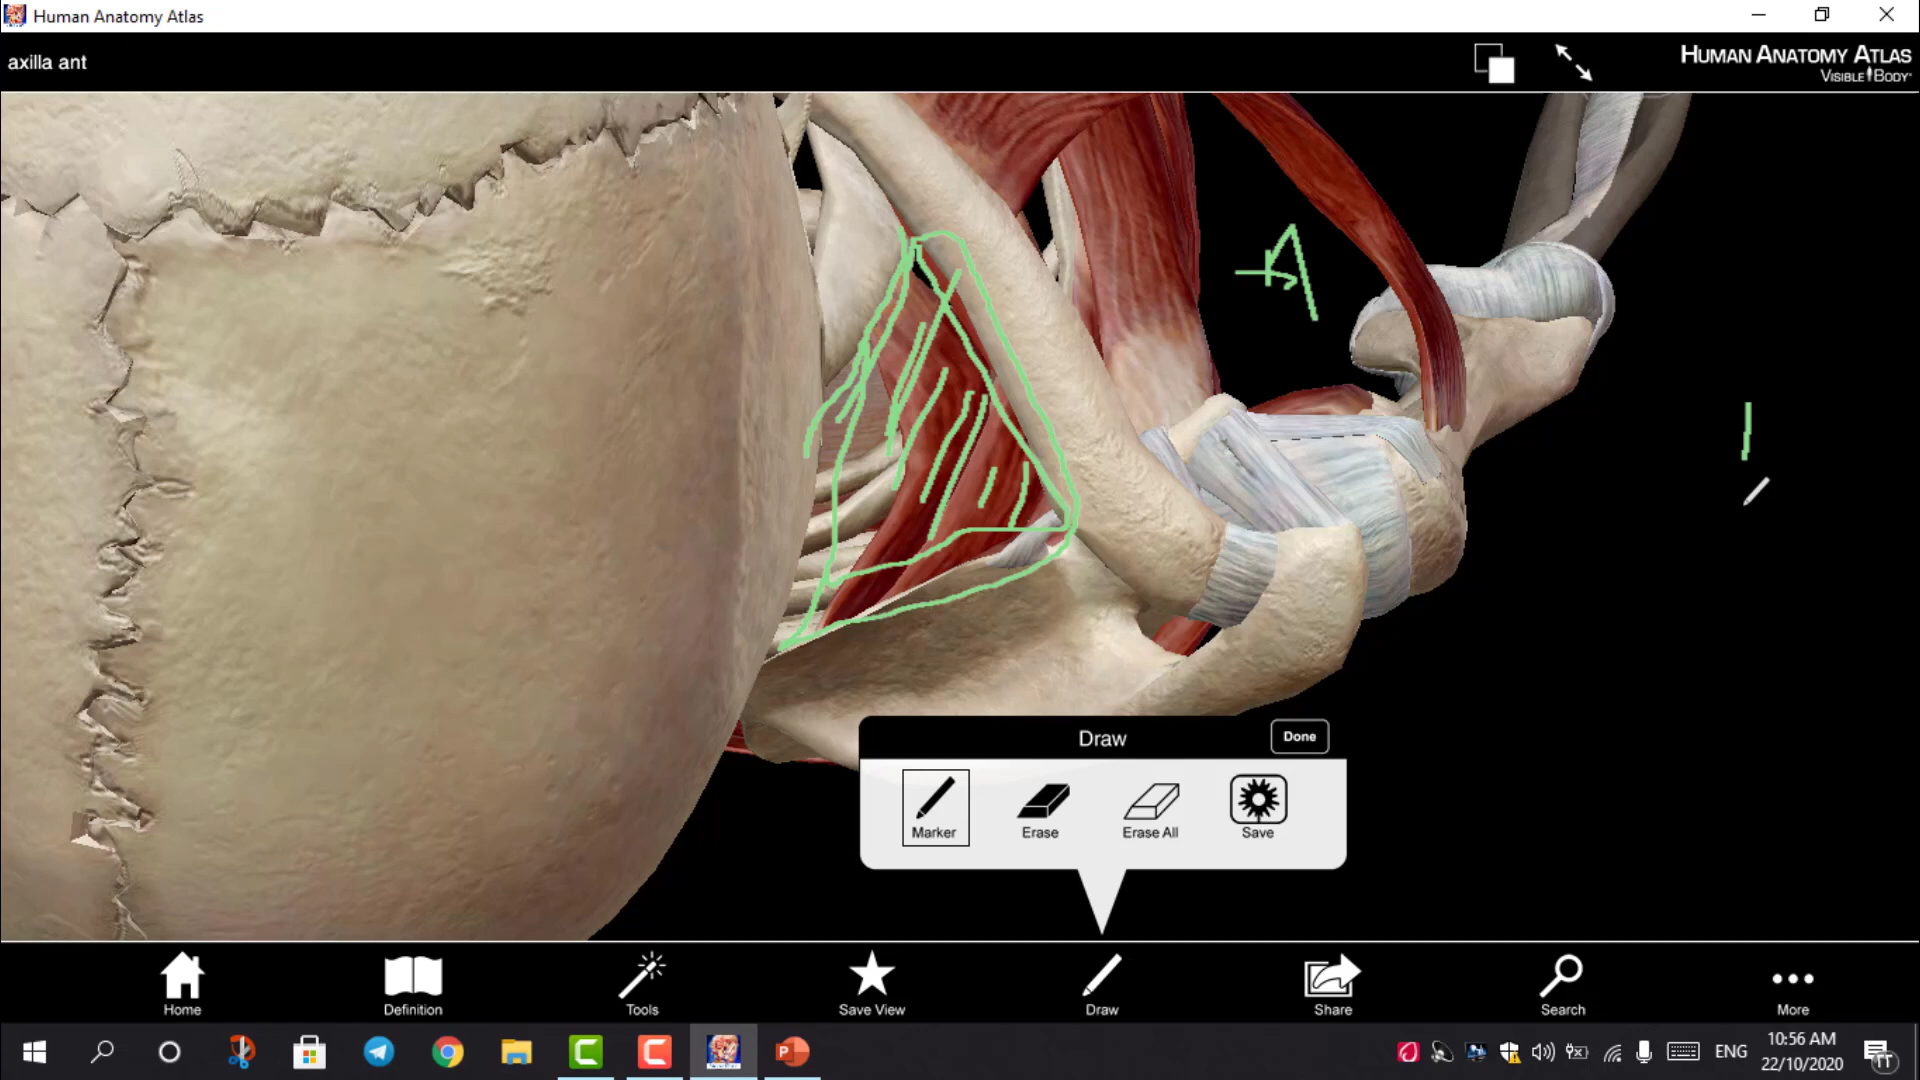 Human Anatomy Atlas
axilla ant
HUMAN ANATOMY ATLAS
VISIBLE BODY
A
Draw
Done
Marker
Erase
Erase All
Save
Home
Definition
Tools
Save View
Draw
Share
Search
More
ENG
10:56 AM
22/10/2020
٢٢